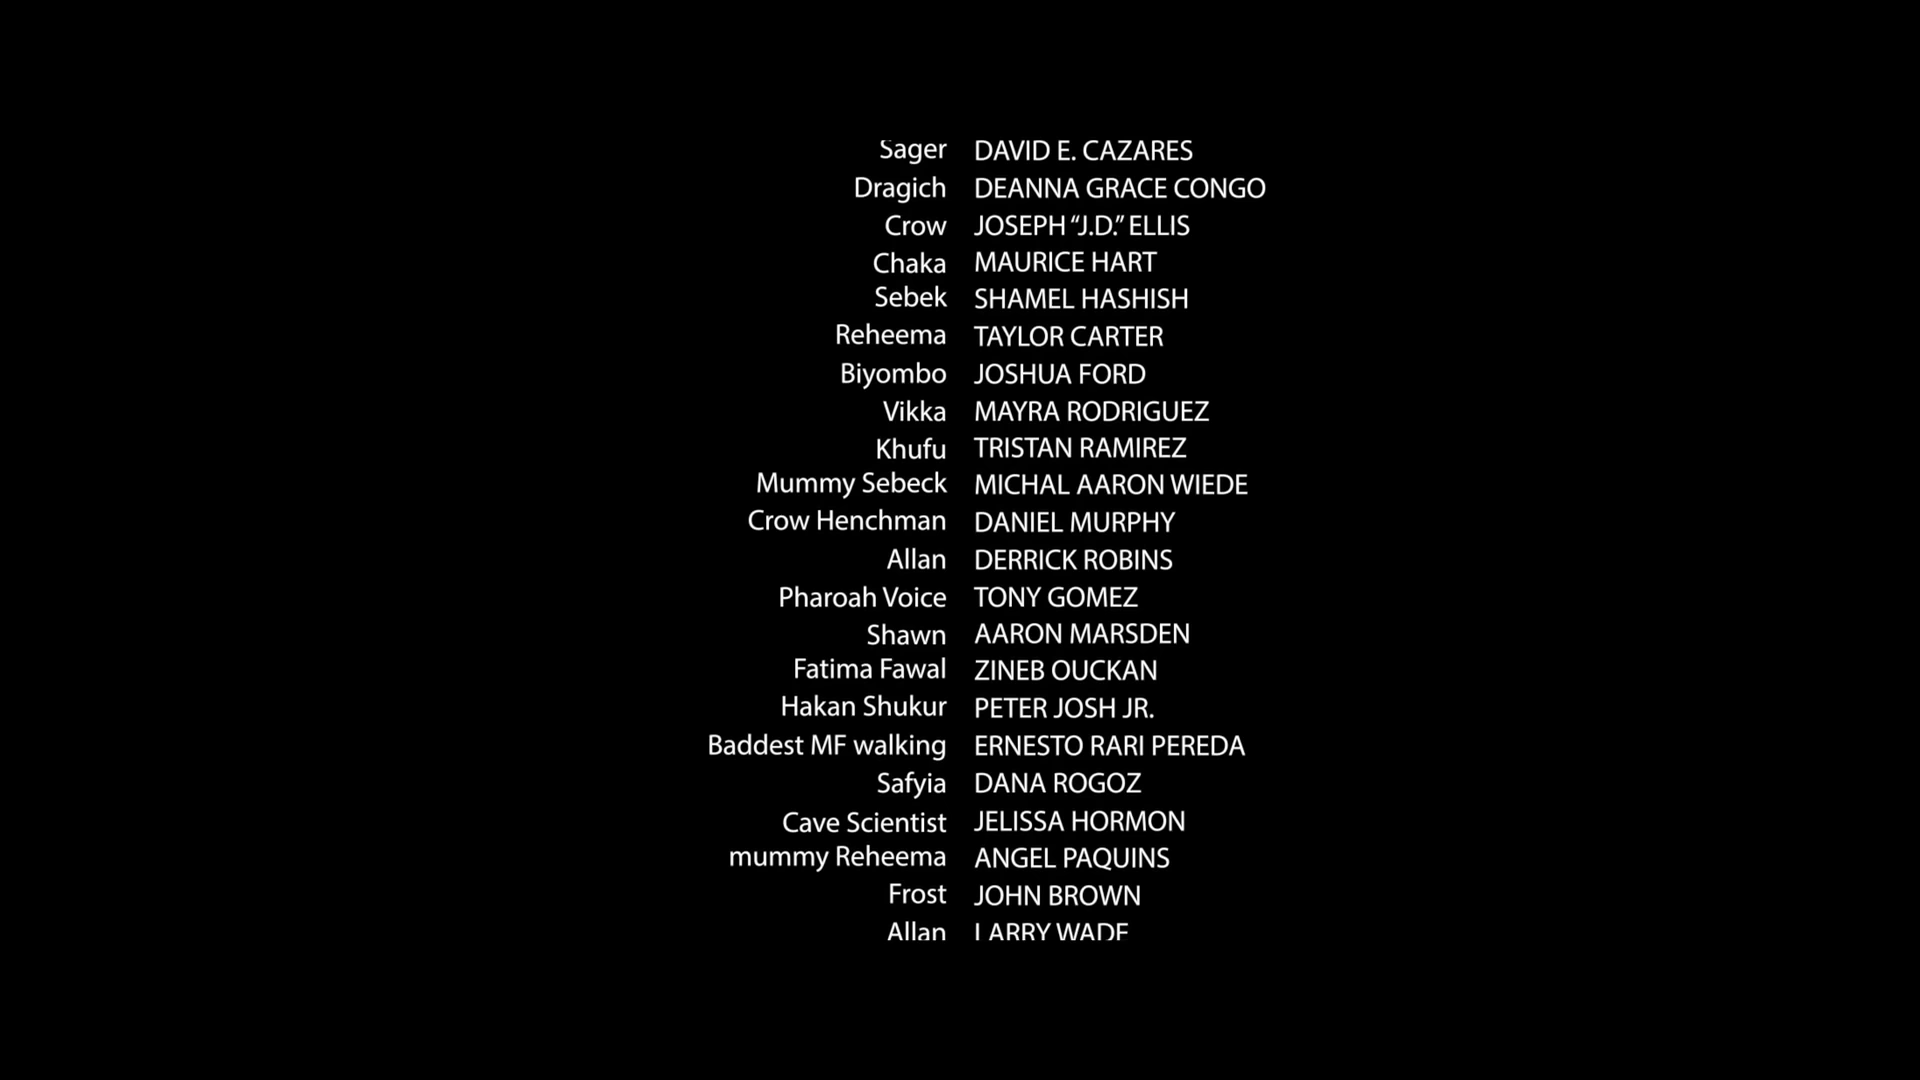 Sager DAVID E. CAZARES
Dragich DEANNA GRACE CONGO
Crow JOSEPH “J.D.” ELLIS
Chaka MAURICE HART
Sebek SHAMEL HASHISH
Reheema TAYLOR CARTER
Biyombo JOSHUA FORD
Vikka MAYRA RODRIGUEZ
Khufu TRISTAN RAMIREZ
Mummy Sebeck MICHAL AARON WIEDE
Crow Henchman DANIEL MURPHY
Allan DERRICK ROBINS
Pharoah Voice TONY GOMEZ
Shawn AARON MARSDEN
Fatima Fawal ZINEB OUCKAN
Hakan Shukur PETER JOSH JR.
Baddest MF walking ERNESTO RARI PEREDA
Safyia DANA ROGOZ
Cave Scientist JELISSA HORMON
mummy Reheema ANGEL PAQUINS
Frost JOHN BROWN
Allan LARRY WADE